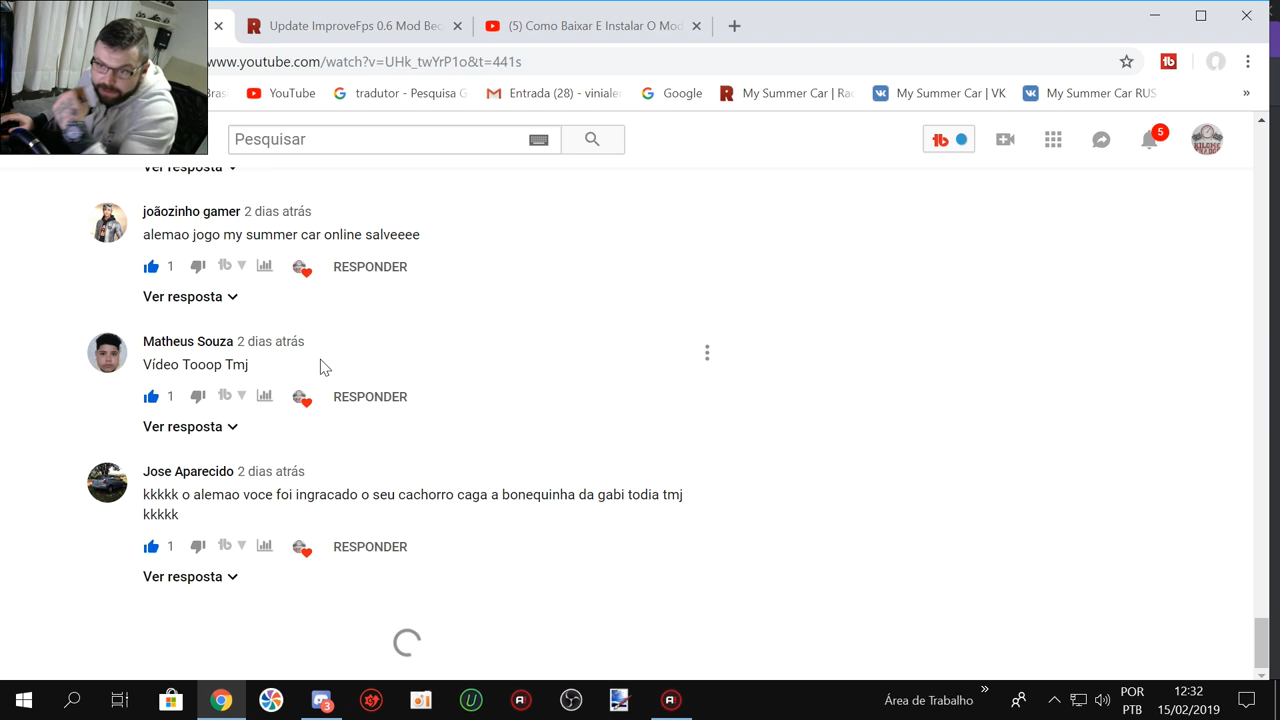 Update ImproveFps 0.6 Mod Bec
(5) Como Baixar E Instalar O Mod
www.youtube.com/watch?v=UHk_twYrP1o&t=441s
Bras
YouTube
tradutor - Pesquisa G
Entrada (28) - vinialer
Google
My Summer Car | Rac
My Summer Car | VK
My Summer Car RUS
»
Pesquisar
5
Ver resposta
joãozinho gamer 2 dias atrás
alemao jogo my summer car online salveeee
1 RESPONDER
Ver resposta
Matheus Souza 2 dias atrás
Vídeo Tooop Tmj
1 RESPONDER
Ver resposta
Jose Aparecido 2 dias atrás
kkkkk o alemao voce foi ingracado o seu cachorro caga a bonequinha da gabi todia tmj
kkkkk
1 RESPONDER
Ver resposta
3
Área de Trabalho
»
POR
PTB
12:32
15/02/2019